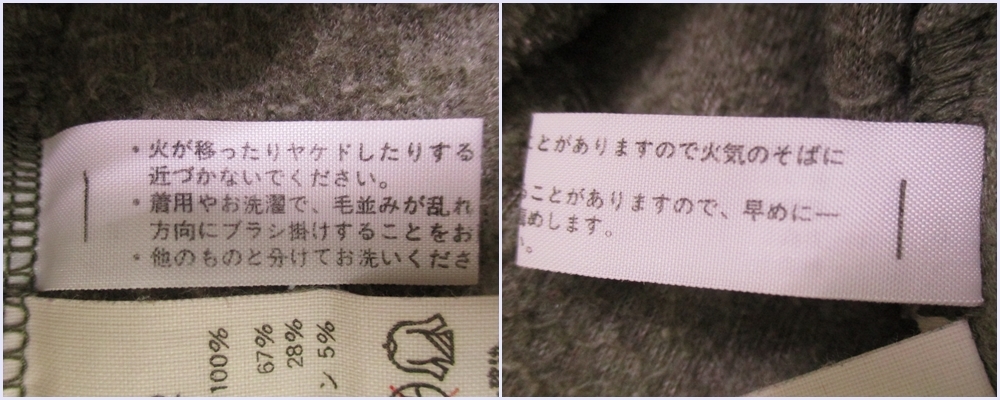 • 火が移ったりヤケドしたりする
近づかないでください。
• 着用やお洗濯で、毛並みが乱れ
方向にブラシ掛けすることをお
• 他のものと分けてお洗いくださ
100%
67%
28%
ン 5%
ことがありますので火気のそばに
ることがありますので、早めに一
薦めします。
い。